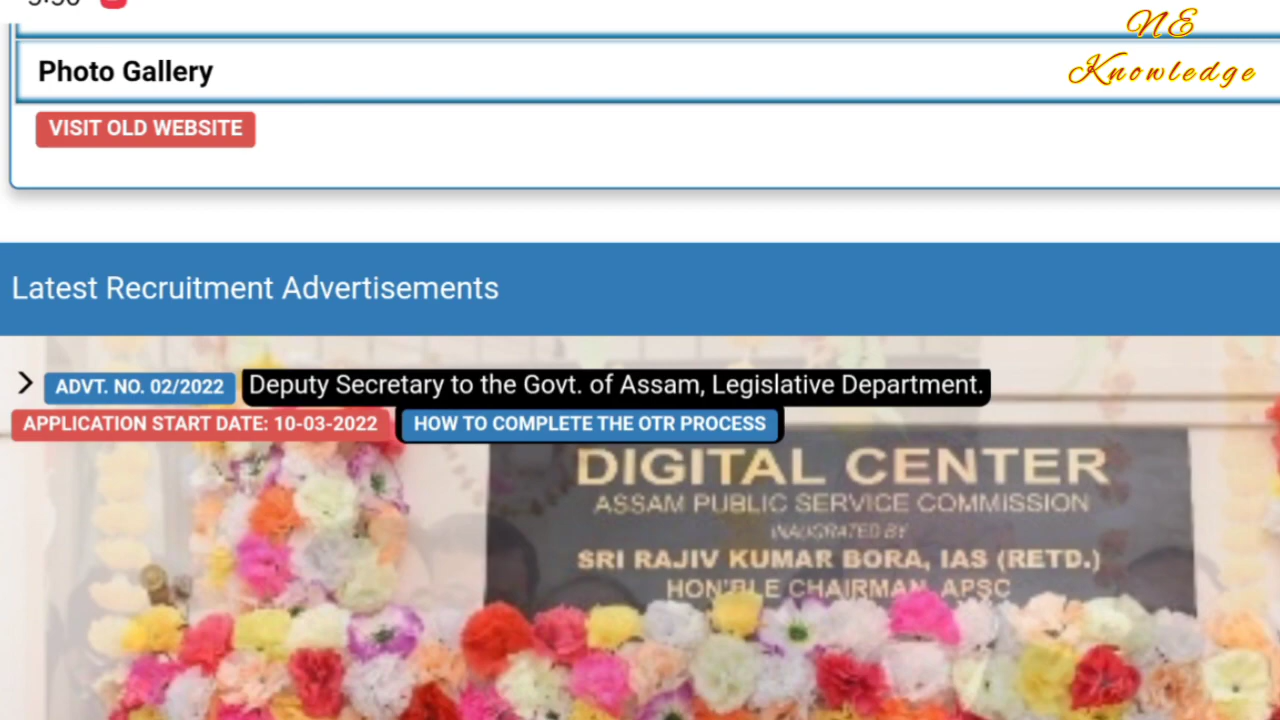 NE
Knowledge
Photo Gallery
VISIT OLD WEBSITE
Latest Recruitment Advertisements
ADVT. NO. 02/2022 Deputy Secretary to the Govt. of Assam, Legislative Department.
APPLICATION START DATE: 10-03-2022 HOW TO COMPLETE THE OTR PROCESS
DIGITAL CENTER
ASSAM PUBLIC SERVICE COMMISSION
INAUGRATED BY
SRI RAJIV KUMAR BORA, IAS (RETD.)
HON'BLE CHAIRMAN, APSC